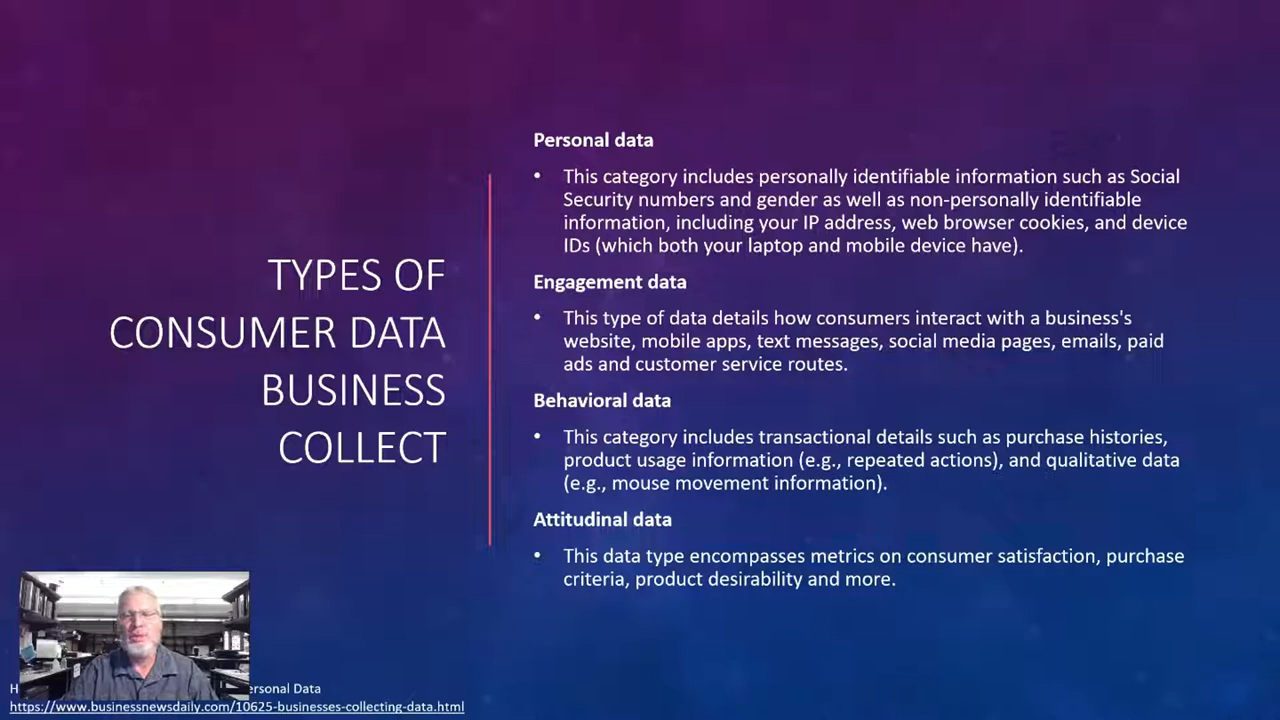 TYPES OF
CONSUMER DATA
BUSINESS
COLLECT
Personal data
• This category includes personally identifiable information such as Social
Security numbers and gender as well as non-personally identifiable
information, including your IP address, web browser cookies, and device
IDs (which both your laptop and mobile device have).
Engagement data
• This type of data details how consumers interact with a business's
website, mobile apps, text messages, social media pages, emails, paid
ads and customer service routes.
Behavioral data
• This category includes transactional details such as purchase histories,
product usage information (e.g., repeated actions), and qualitative data
(e.g., mouse movement information).
Attitudinal data
• This data type encompasses metrics on consumer satisfaction, purchase
criteria, product desirability and more.
Data
https://www.businessnewsdaily.com/10625-businesses-collecting-data.html